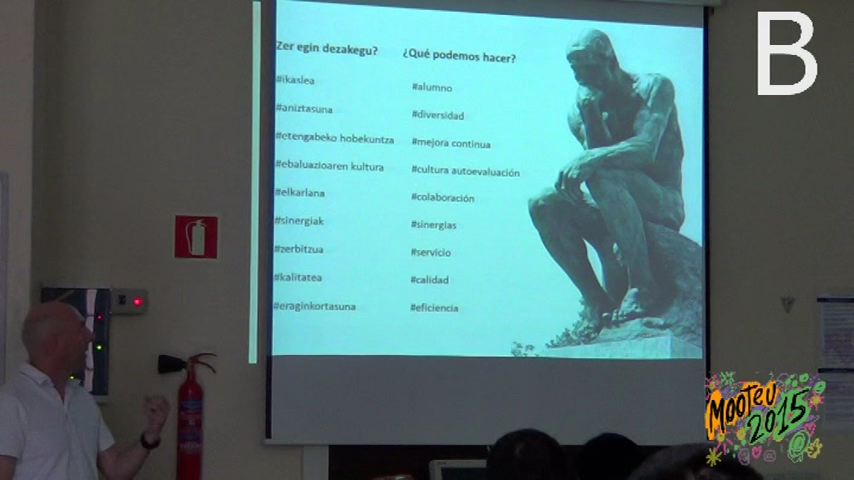 B
Zer egin dezakegu? ¿Qué podemos hacer?
#ikaslea #alumno
#aniztasuna #diversidad
#etengabeko hobekuntza #mejora continua
#ebaluazioaren kultura #cultura autoevaluación
#elkarlana #colaboración
#sinergiak #sinergias
#zerbitzua #servicio
#kalitatea #calidad
#eraginkortasuna #eficiencia
MOOTEU
2015